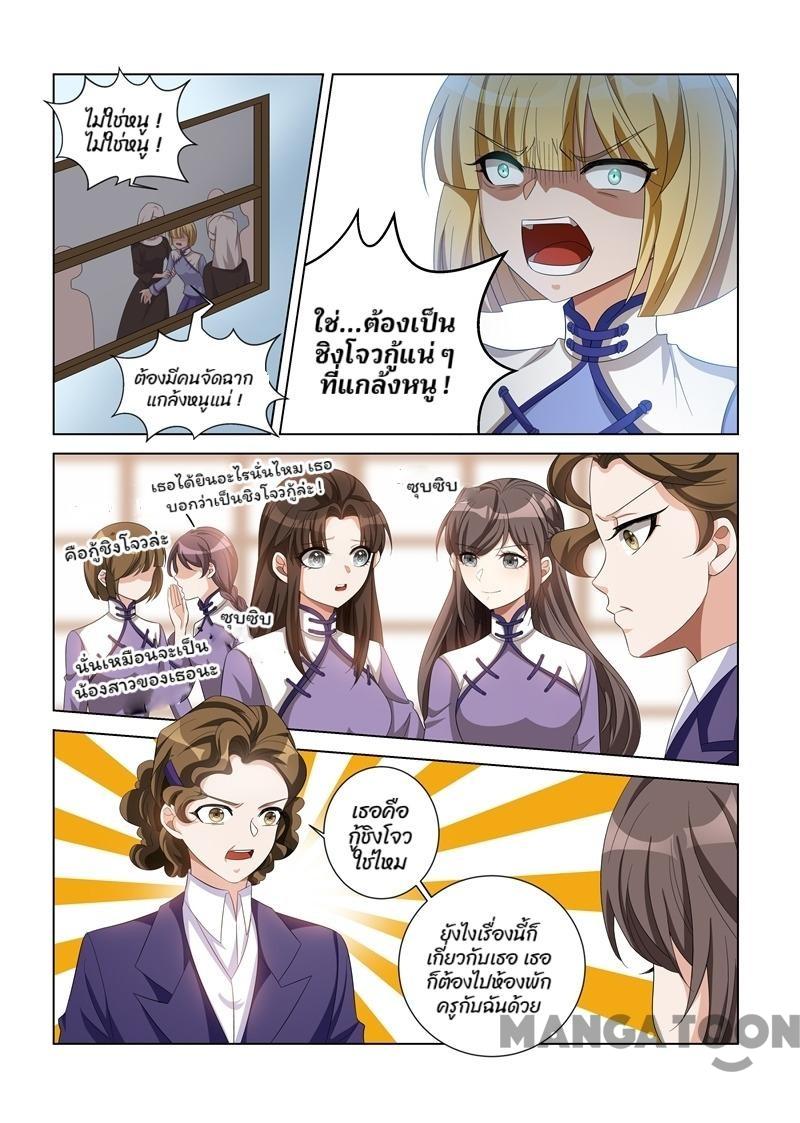 ไม่ใช่หนู !
ไม่ใช่หนู !
ใช่...ต้องเป็น
ชิงโจวกู้แน่ ๆ
ที่แกล้งหนู !
ต้องมีคนจัดฉาก
แกล้งหนูแน่ !
เธอได้ยินอะไรนั่นไหม เธอ
บอกว่าเป็นชิงโจวกู้ล่ะ !
ซุบซิบ
คือกู้ชิงโจวล่ะ
ซุบซิบ
นั่นเหมือนจะเป็น
น้องสาวของเธอนะ
เธอคือ
กู้ชิงโจว
ใช่ไหม
ยังไงเรื่องนี้ก็
เกี่ยวกับเธอ เธอ
ก็ต้องไปห้องพัก
ครูกับฉันด้วย
MANGATOON